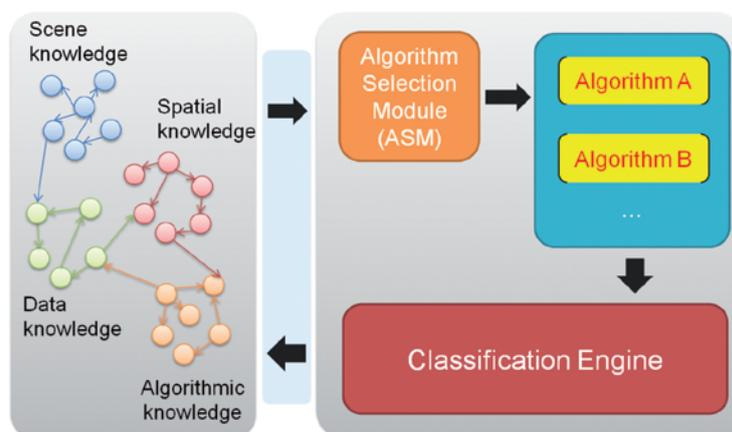 Scene
knowledge
Spatial
knowledge
Data
knowledge
Algorithmic
knowledge
Algorithm
Selection
Module
(ASM)
Algorithm A
Algorithm B
...
Classification Engine